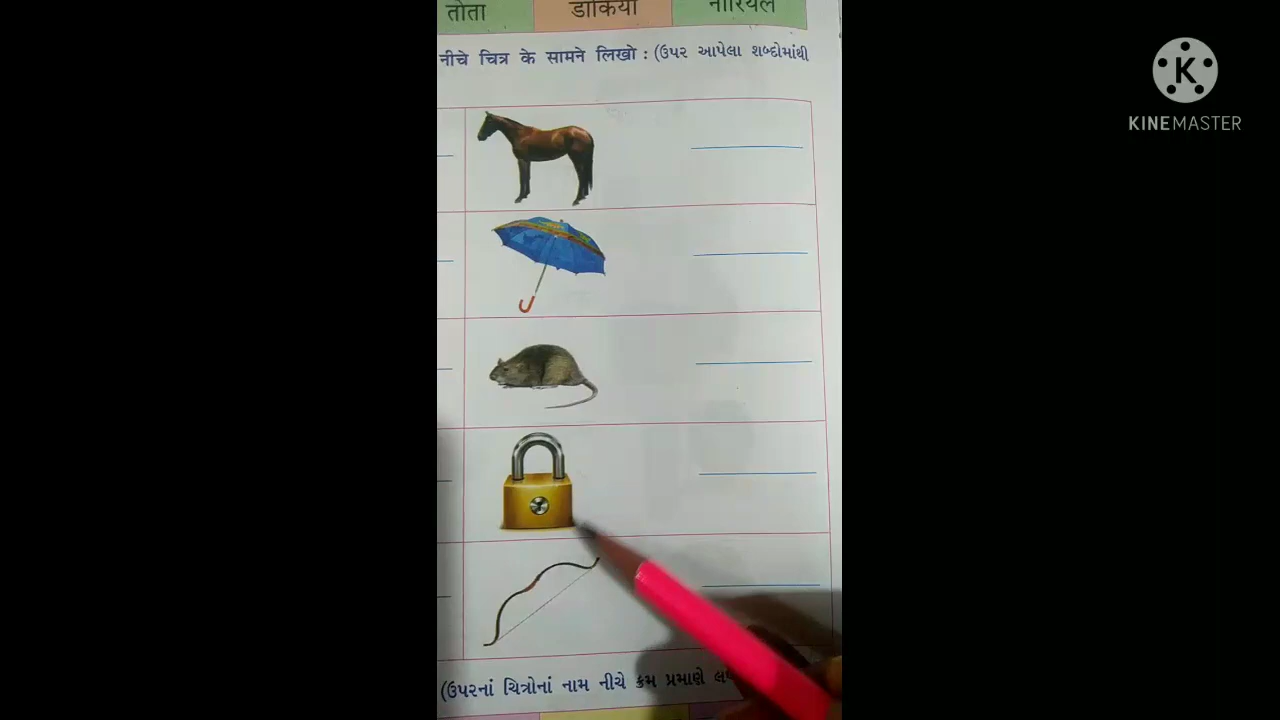 तोता डाकिया नारियल
नीचे चित्र के सामने लिखो : (ઉપર આપેલા શબ્દોમાંથી
KINEMASTER
(ઉપરનાં ચિત્રોનાં નામ નીચે ક્રમ પ્રમાણે